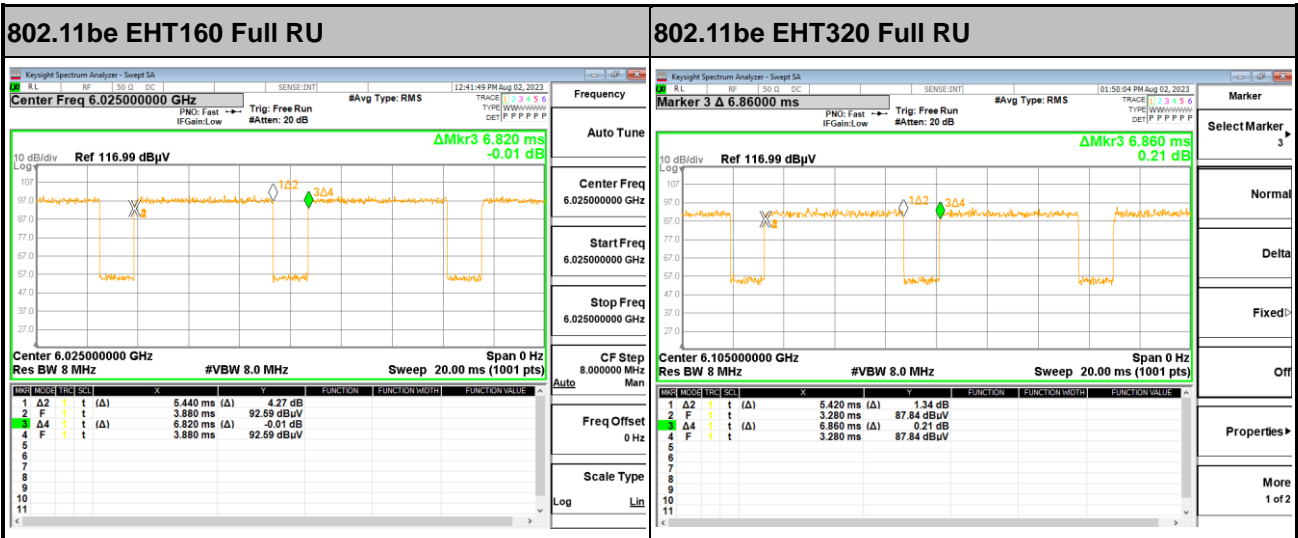 802.11be EHT160 Full RU
Keysight Spectrum Analyzer - Swept SA
RL RF 50 Ω DC SENSE:INT 12:41:49 PM Aug 02, 2023
Center Freq 6.025000000 GHz
#Avg Type: RMS
TRACE 1 2 3 4 5 6
PNO: Fast Trig: Free Run
TYPE WWWWWW
IFGain:Low #Atten: 20 dB
DET P P P P P P
ΔMkr3 6.820 ms
-0.01 dB
10 dB/div Ref 116.99 dBµV
Log
107
97.0
87.0
77.0
67.0
57.0
47.0
37.0
27.0
1Δ2
3Δ4
Center 6.025000000 GHz Span 0 Hz
Res BW 8 MHz #VBW 8.0 MHz Sweep 20.00 ms (1001 pts)
MKR MODE TRC SCL X Y FUNCTION FUNCTION WIDTH FUNCTION VALUE
1 Δ2 1 t (Δ) 5.440 ms (Δ) 4.27 dB
2 F 1 t 3.880 ms 92.59 dBµV
3 Δ4 1 t (Δ) 6.820 ms (Δ) -0.01 dB
4 F 1 t 3.880 ms 92.59 dBµV
5
6
7
8
9
10
11
Frequency
Auto Tune
Center Freq
6.025000000 GHz
Start Freq
6.025000000 GHz
Stop Freq
6.025000000 GHz
CF Step
8.000000 MHz
Auto Man
Freq Offset
0 Hz
Scale Type
Log Lin
802.11be EHT320 Full RU
Keysight Spectrum Analyzer - Swept SA
RL RF 50 Ω DC SENSE:INT 01:50:04 PM Aug 02, 2023
Marker 3 Δ 6.86000 ms
#Avg Type: RMS
TRACE 1 2 3 4 5 6
PNO: Fast Trig: Free Run
TYPE WWWWWW
IFGain:Low #Atten: 20 dB
DET P P P P P P
ΔMkr3 6.860 ms
0.21 dB
10 dB/div Ref 116.99 dBµV
Log
107
97.0
87.0
77.0
67.0
57.0
47.0
37.0
27.0
1Δ2
3Δ4
Center 6.105000000 GHz Span 0 Hz
Res BW 8 MHz #VBW 8.0 MHz Sweep 20.00 ms (1001 pts)
MKR MODE TRC SCL X Y FUNCTION FUNCTION WIDTH FUNCTION VALUE
1 Δ2 1 t (Δ) 5.420 ms (Δ) 1.34 dB
2 F 1 t 3.280 ms 87.84 dBµV
3 Δ4 1 t (Δ) 6.860 ms (Δ) 0.21 dB
4 F 1 t 3.280 ms 87.84 dBµV
5
6
7
8
9
10
11
Marker
Select Marker
3
Normal
Delta
Fixed
Off
Properties
More
1 of 2